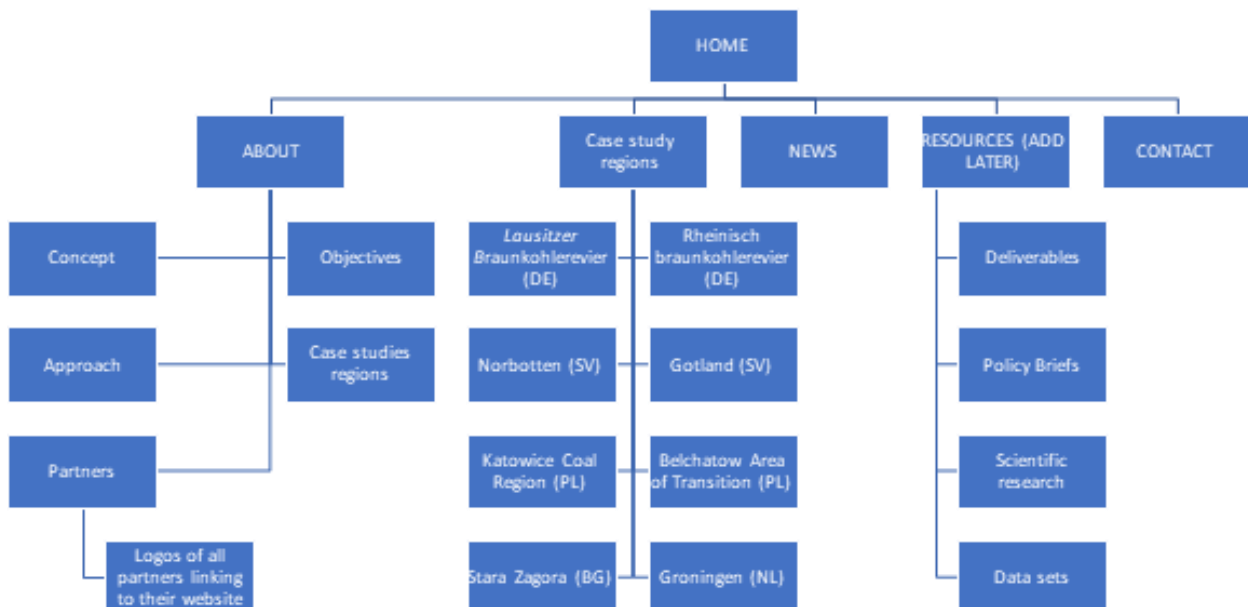 HOME
ABOUT
Case study
regions
NEWS
RESOURCES (ADD
LATER)
CONTACT
Concept
Objectives
Lausitzer
Braunkohlerevier
(DE)
Rheinisch
braunkohlerevier
(DE)
Deliverables
Approach
Case studies
regions
Norbotten (SV)
Gotland (SV)
Policy Briefs
Partners
Katowice Coal
Region (PL)
Belchatow Area
of Transition (PL)
Scientific
research
Logos of all
partners linking
to their website
Stara Zagora (BG)
Groningen (NL)
Data sets